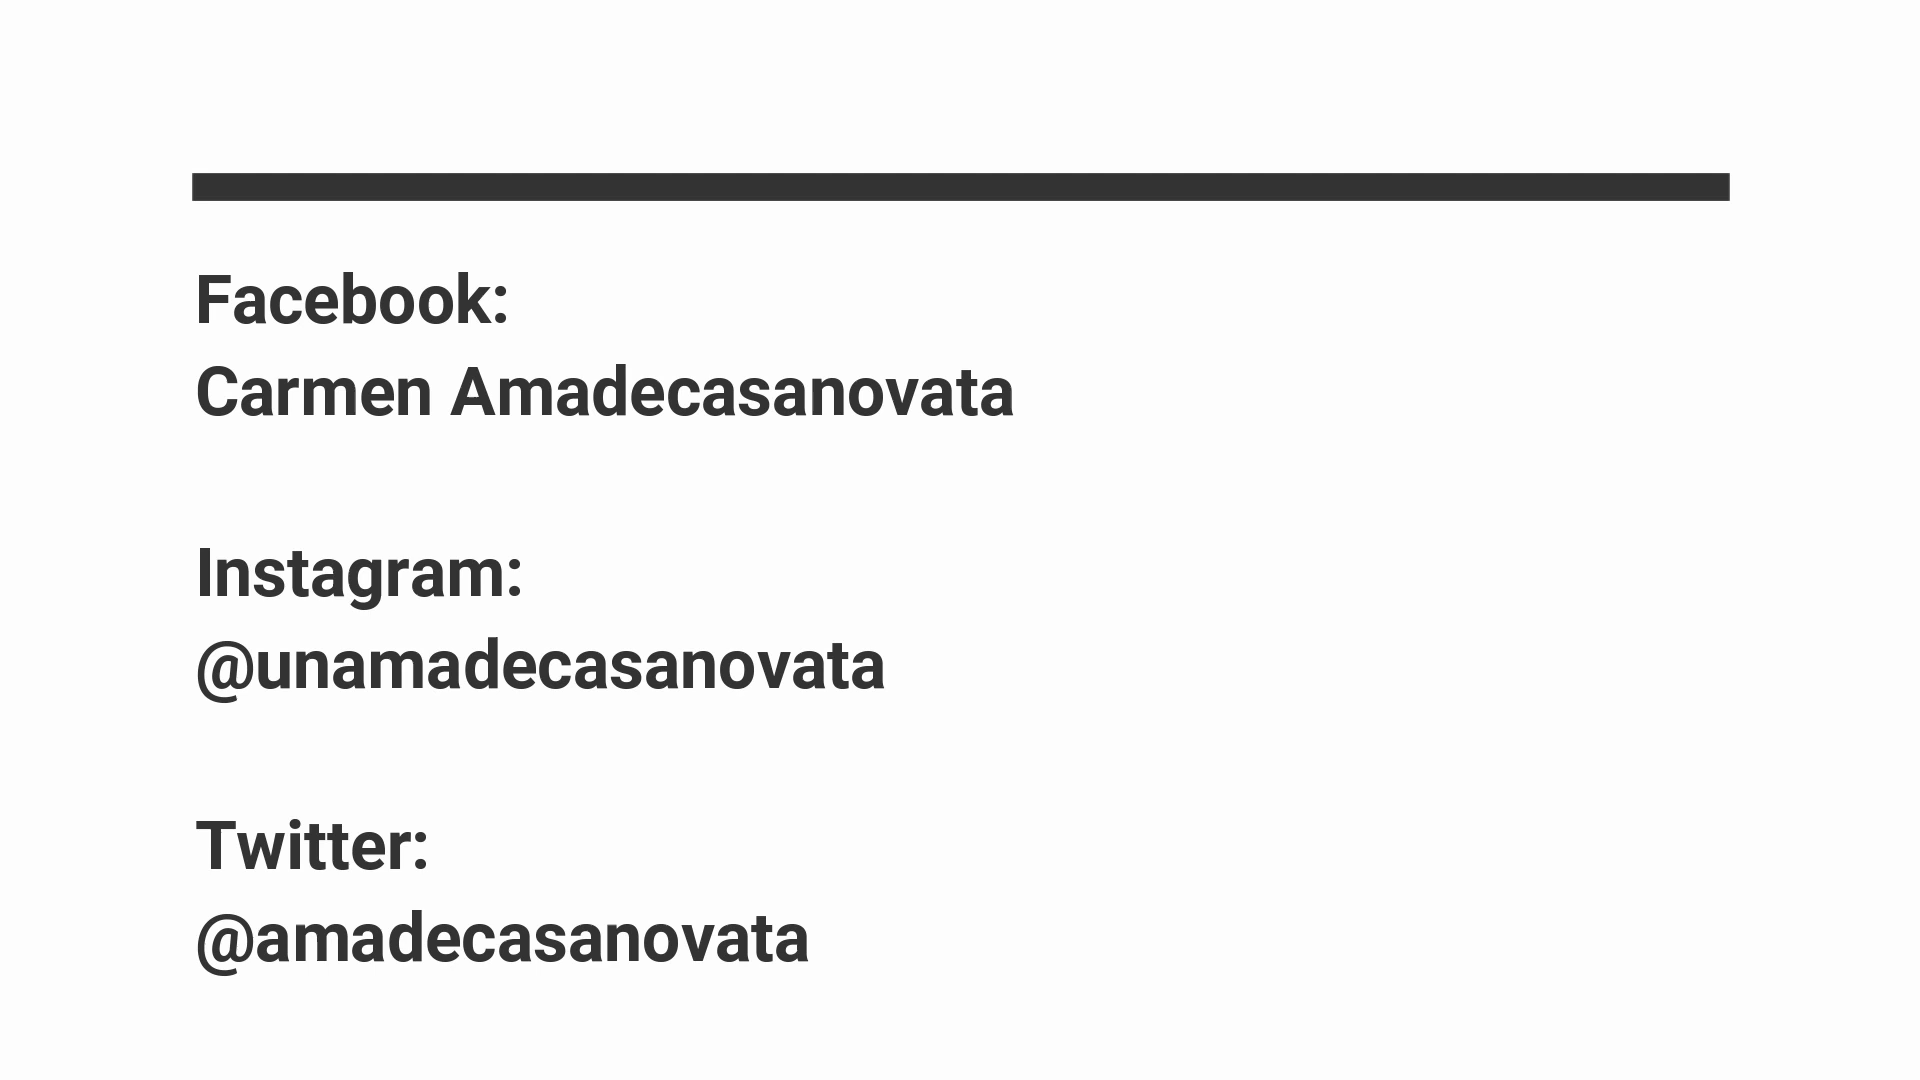 Facebook:
Carmen Amadecasanovata
Instagram:
@unamadecasanovata
Twitter:
@amadecasanovata